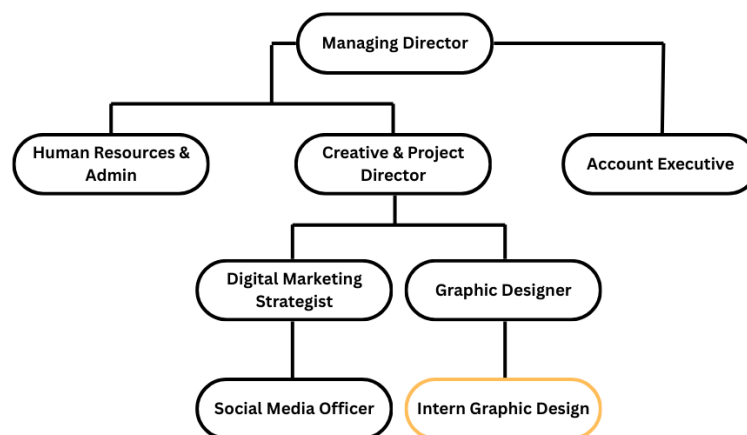 Managing Director
Human Resources &
Admin
Creative & Project
Director
Account Executive
Digital Marketing
Strategist
Graphic Designer
Social Media Officer
Intern Graphic Design